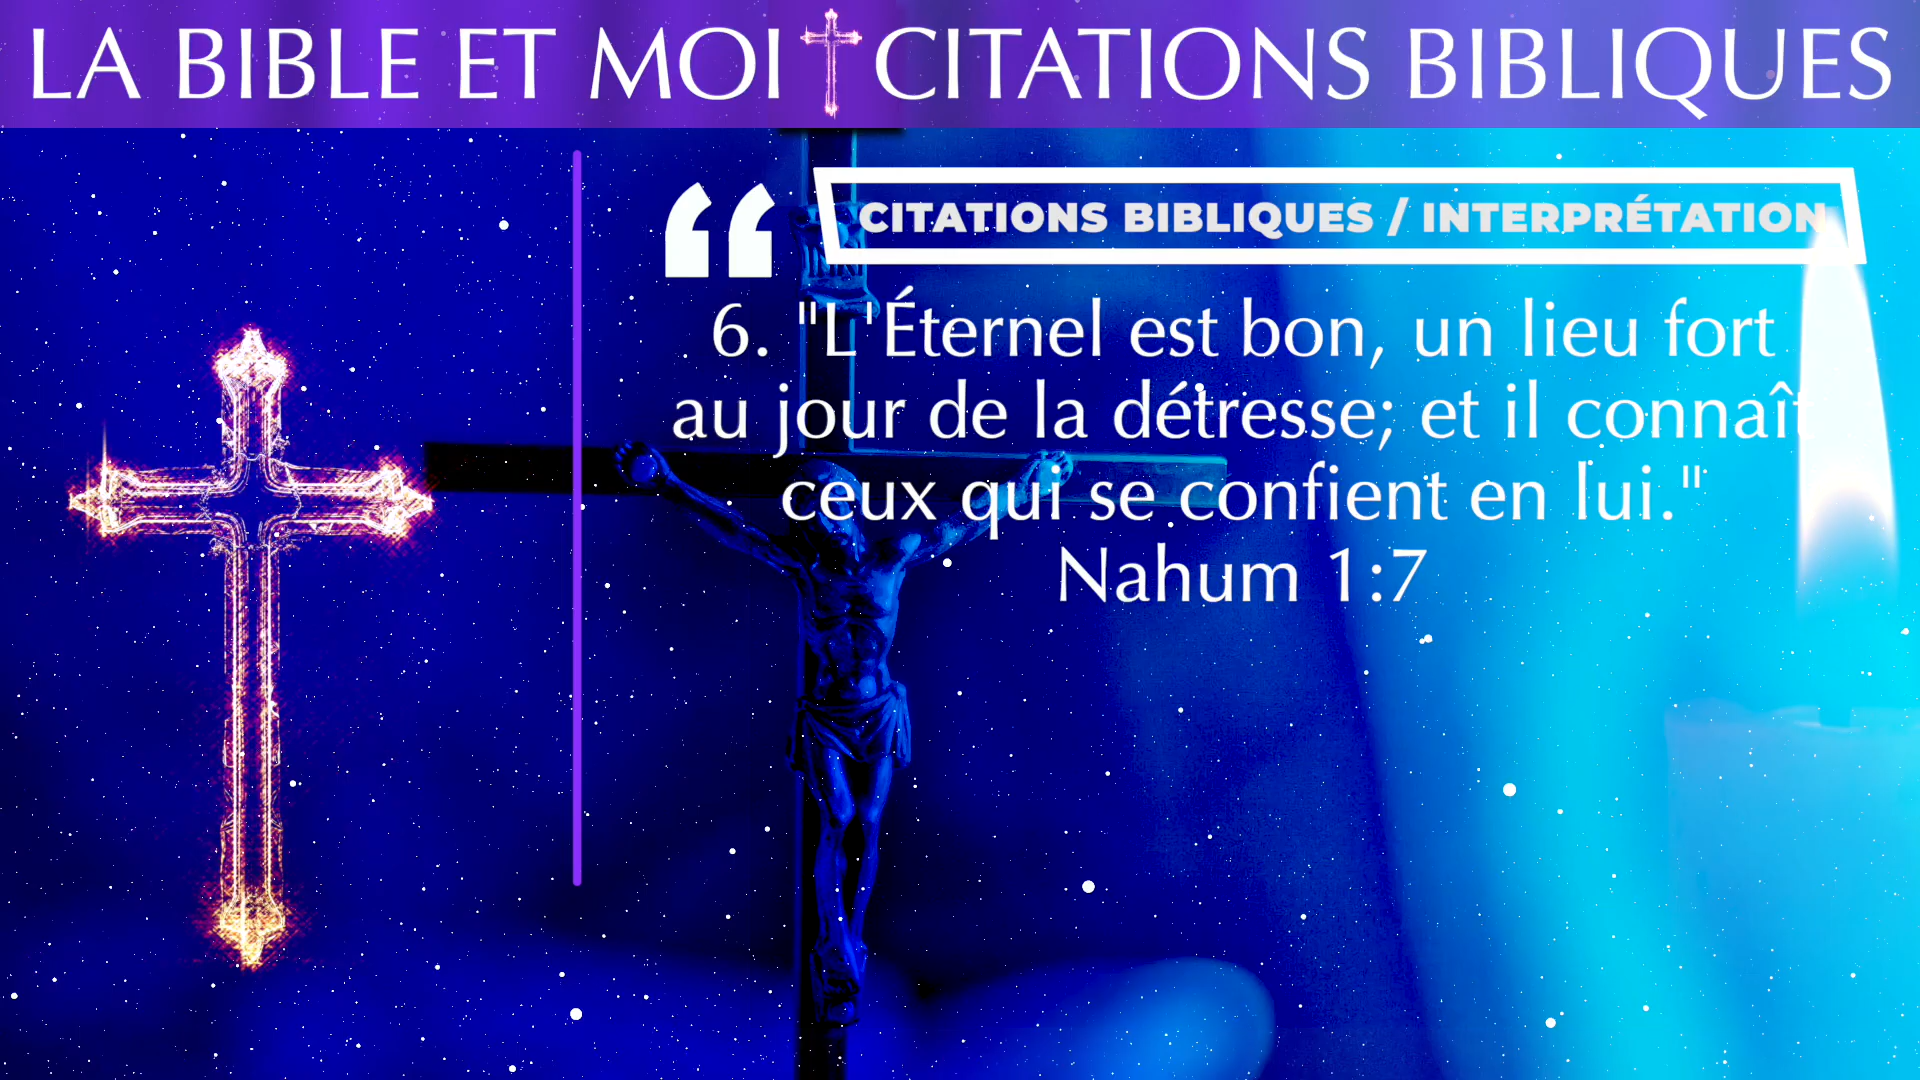 LA BIBLE ET MOI CITATIONS BIBLIQUES
CITATIONS BIBLIQUES / INTERPRÉTATION
6. "L'Éternel est bon, un lieu fort
au jour de la détresse; et il connaît
ceux qui se confient en lui."
Nahum 1:7